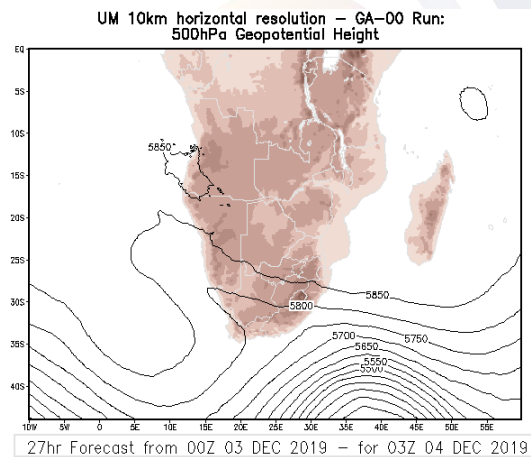 UM 10km horizontal resolution – GA-00 Run:
500hPa Geopotential Height
EQ
5S
10S
15S
20S
25S
30S
35S
40S
10W
5W
0
5E
10E
15E
20E
25E
30E
35E
40E
45E
50E
55E
5850
5850
5800
5750
5700
5650
5550
5500
27hr Forecast from 00Z 03 DEC 2019 – for 03Z 04 DEC 2019